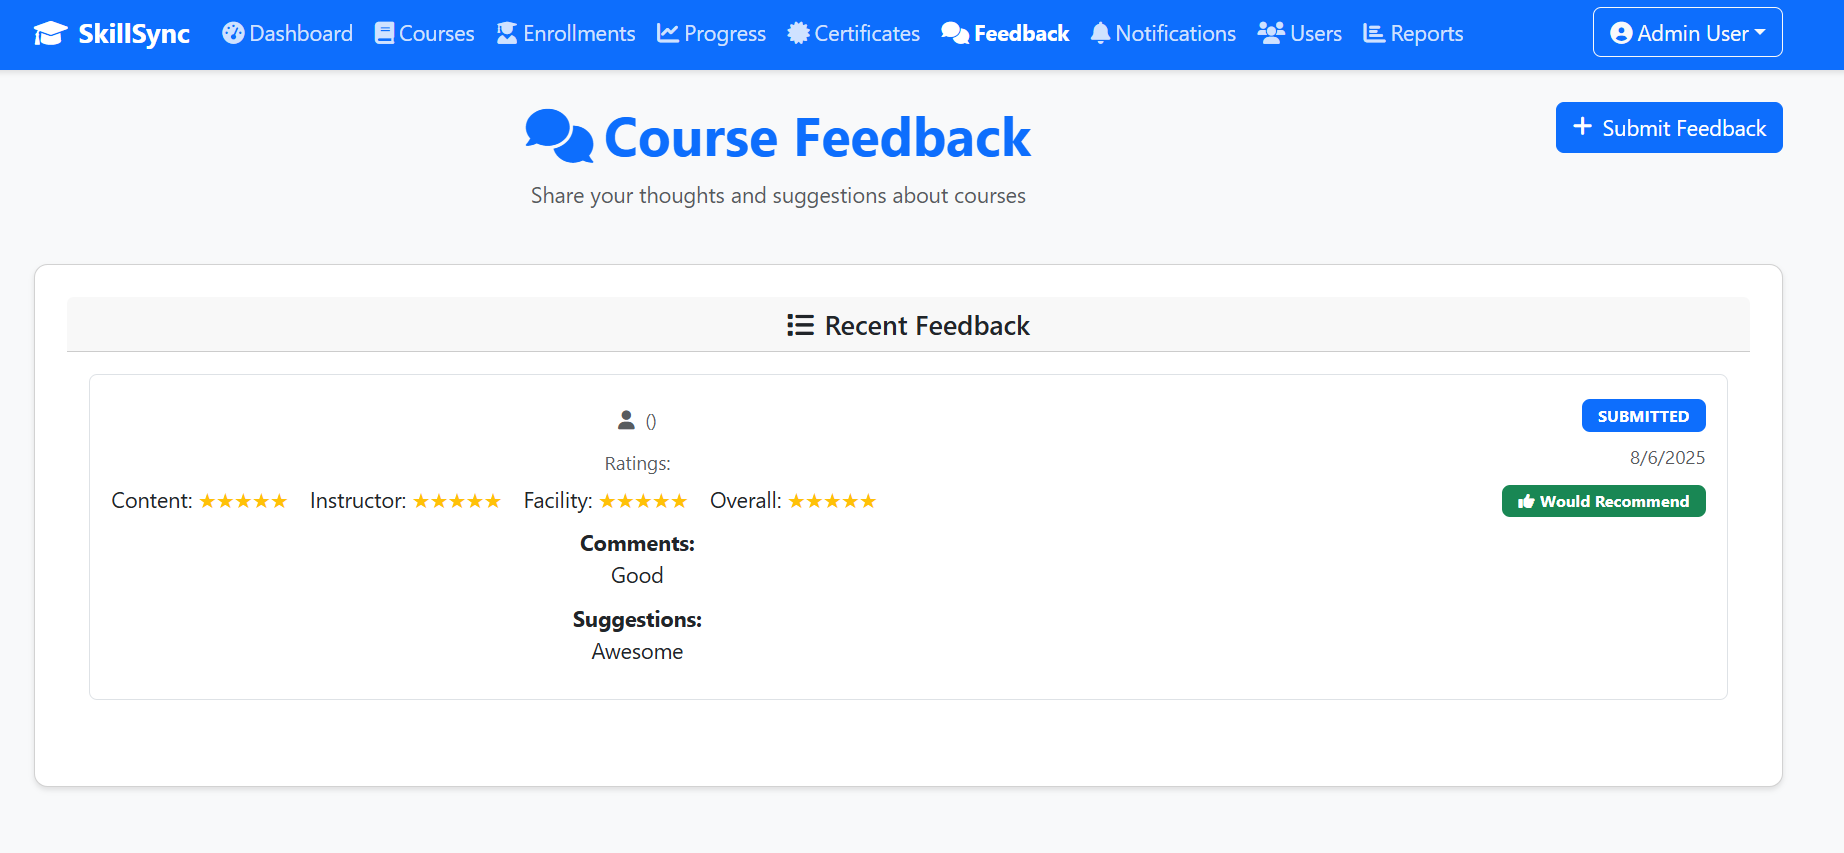 SkillSync Dashboard Courses Enrollments Progress Certificates Feedback Notifications Users Reports Admin User
Course Feedback
Submit Feedback
Share your thoughts and suggestions about courses
Recent Feedback
()
SUBMITTED
Ratings:
8/6/2025
Content: ★★★★★ Instructor: ★★★★★ Facility: ★★★★★ Overall: ★★★★★
Would Recommend
Comments:
Good
Suggestions:
Awesome